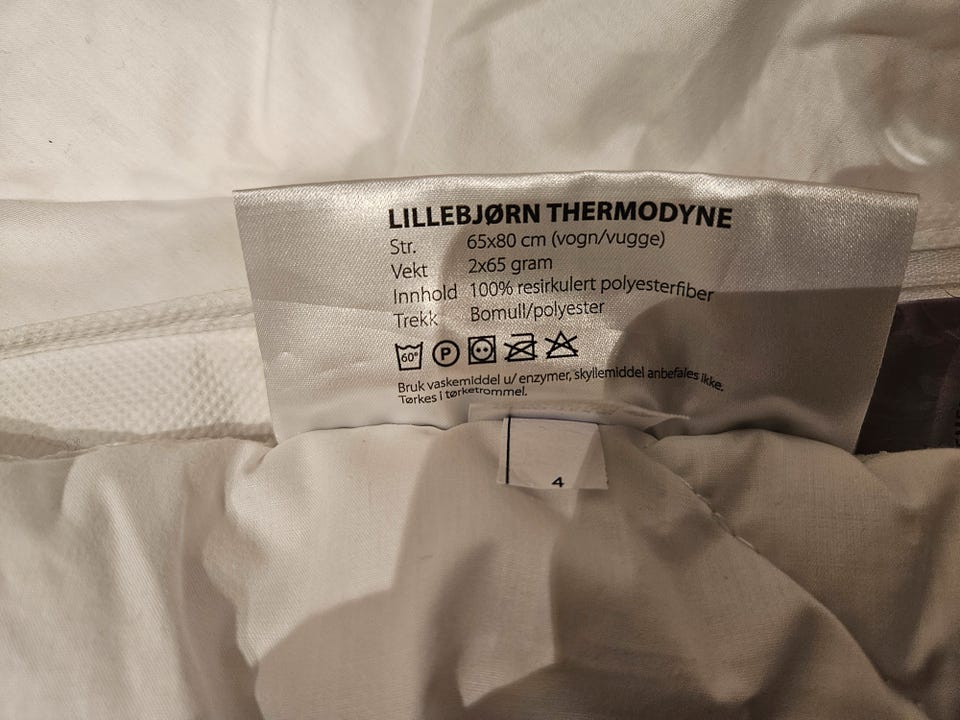 LILLEBJØRN THERMODYNE
Str. 65x80 cm (vogn/vugge)
Vekt 2x65 gram
Innhold 100% resirkulert polyesterfiber
Trekk Bomull/polyester
60° P
Bruk vaskemiddel u/ enzymer, skyllemiddel anbefales ikke.
Tørkes i tørketrommel.
4